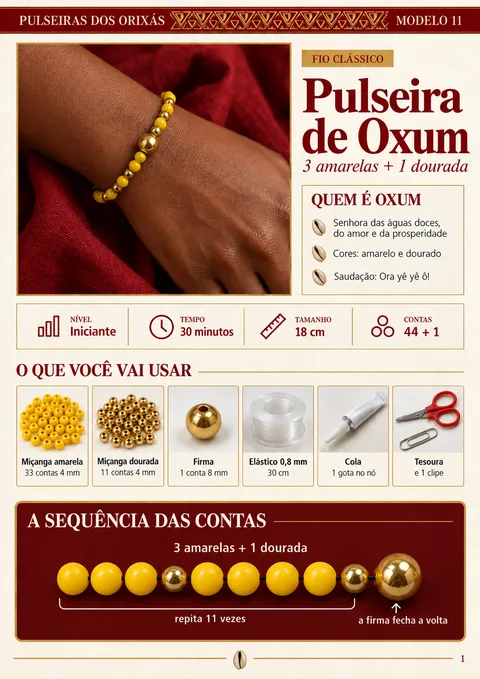 PULSEIRAS DOS ORIXÁS
MODELO 11
FIO CLÁSSICO
Pulseira
de Oxum
3 amarelas + 1 dourada
QUEM É OXUM
Senhora das águas doces,
do amor e da prosperidade
Cores: amarelo e dourado
Saudação: Ora yê yê ô!
NÍVEL
Iniciante
TEMPO
30 minutos
TAMANHO
18 cm
CONTAS
44 + 1
O QUE VOCÊ VAI USAR
Miçanga amarela
33 contas 4 mm
Miçanga dourada
11 contas 4 mm
Firma
1 conta 8 mm
Elástico 0,8 mm
30 cm
Cola
1 gota no nó
Tesoura
e 1 clipe
A SEQUÊNCIA DAS CONTAS
3 amarelas + 1 dourada
repita 11 vezes
a firma fecha a volta
1